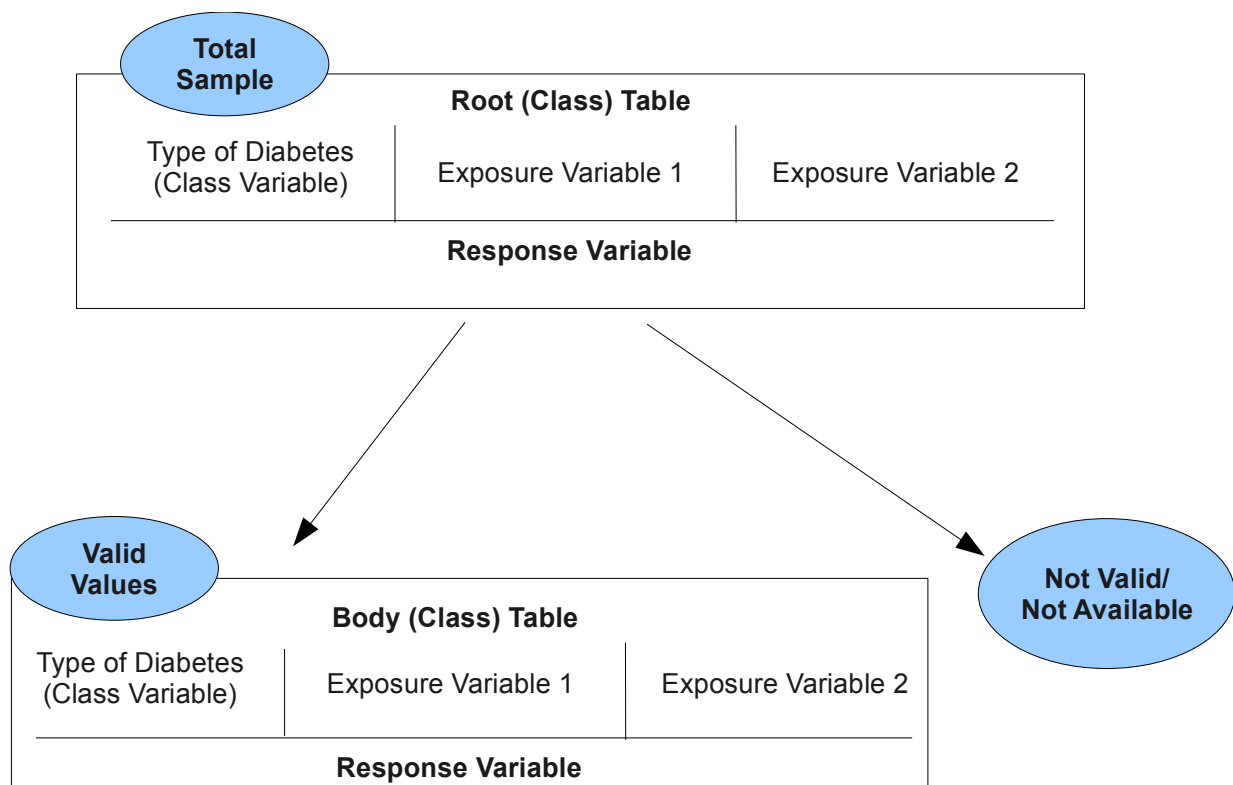 Total
Sample
Root (Class) Table
Type of Diabetes
(Class Variable)
Exposure Variable 1
Exposure Variable 2
Response Variable
Valid
Values
Not Valid/
Not Available
Body (Class) Table
Type of Diabetes
(Class Variable)
Exposure Variable 1
Exposure Variable 2
Response Variable